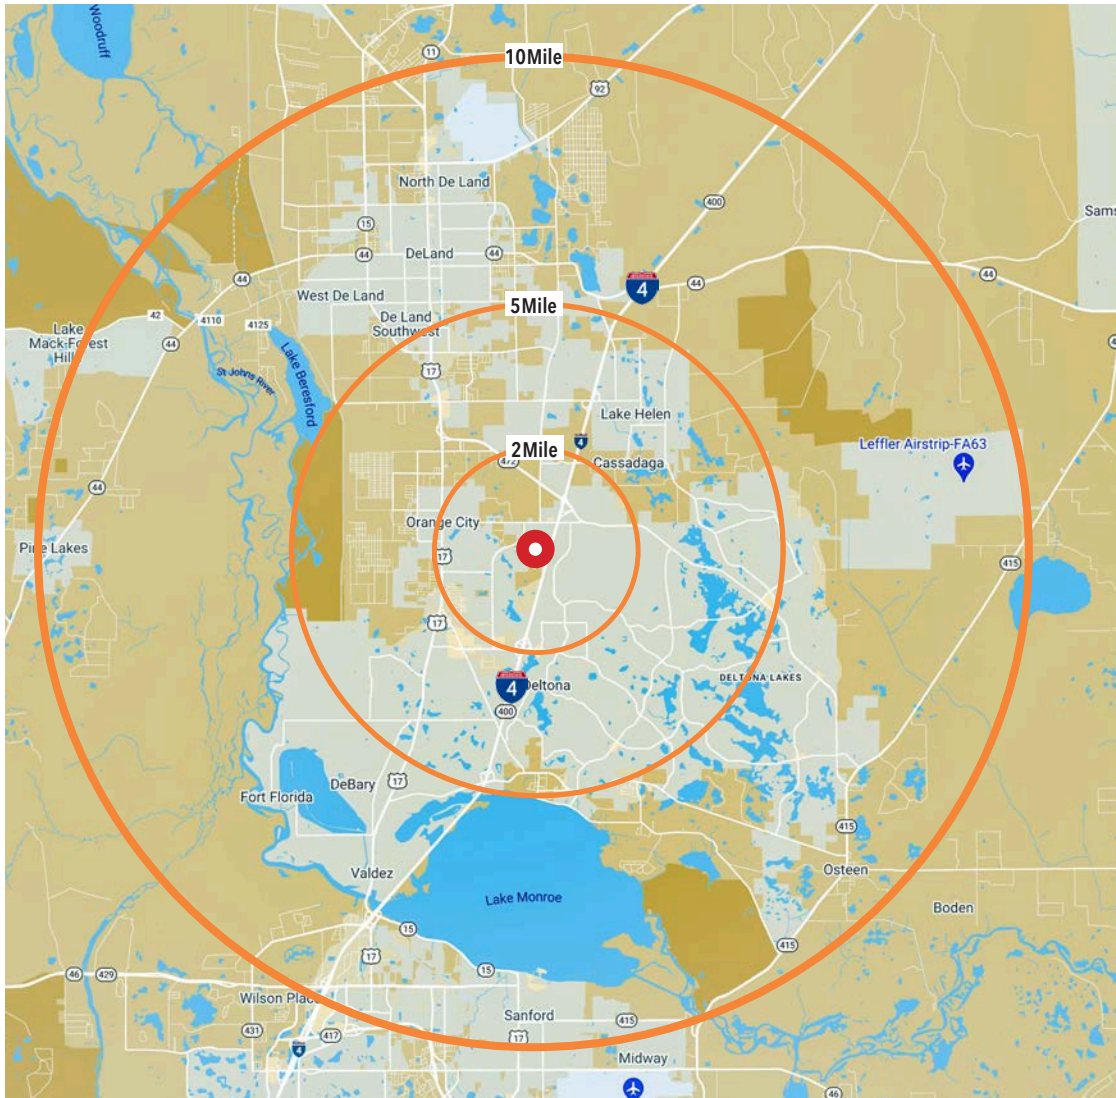 Woodruff
11
10Mile
92
North De Land
400
Sams
15
44
DeLand
44
44
44
44
INTERSTATE
4
West De Land
5Mile
42
4110
4125
De Land
Southwest
Lake
Mack-Forest
Hill
44
Lake Beresford
St Johns River
17
Lake Helen
4
2Mile
472
Cassadaga
Leffler Airstrip-FA63
44
Orange City
Pine Lakes
17
415
17
4
Deltona
DELTONA LAKES
400
DeBary
17
Fort Florida
415
Valdez
Osteen
Lake Monroe
Boden
15
415
17
15
46
429
Wilson Plac
Sanford
415
431
417
17
4
Midway
46